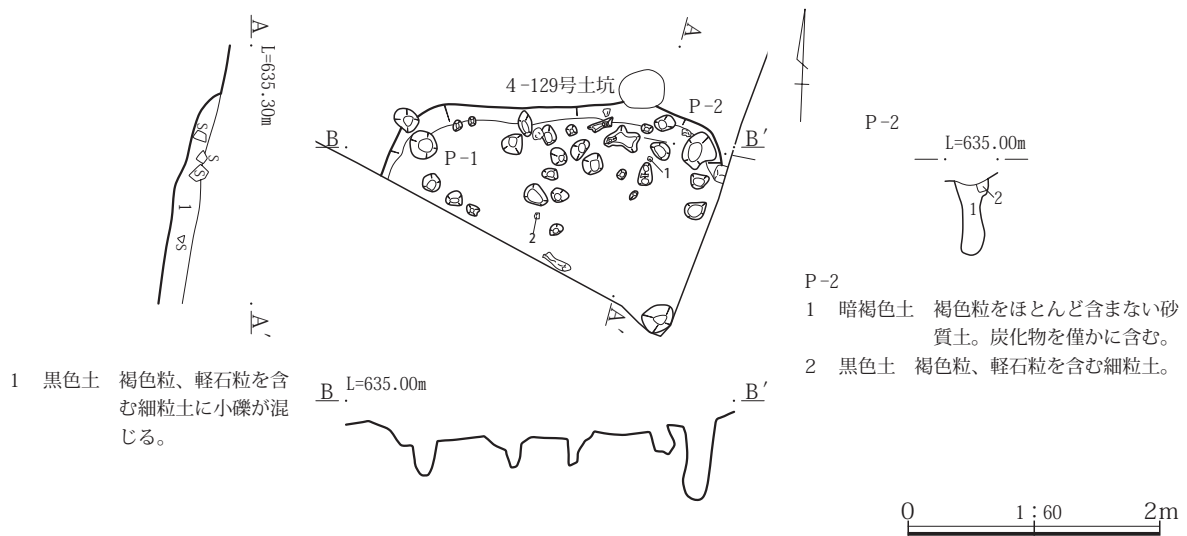 A
L=635.30m
S
S
S
1
S
A′
1　黒色土　褐色粒、軽石粒を含
む細粒土に小礫が混
じる。
A
4-129号土坑
P-2
B
B′
P-1
1
2
A′
B
L=635.00m
B′
P-2
L=635.00m
1
2
P-2
1　暗褐色土　褐色粒をほとんど含まない砂
質土。炭化物を僅かに含む。
2　黒色土　褐色粒、軽石粒を含む細粒土。
0
1：60
2m